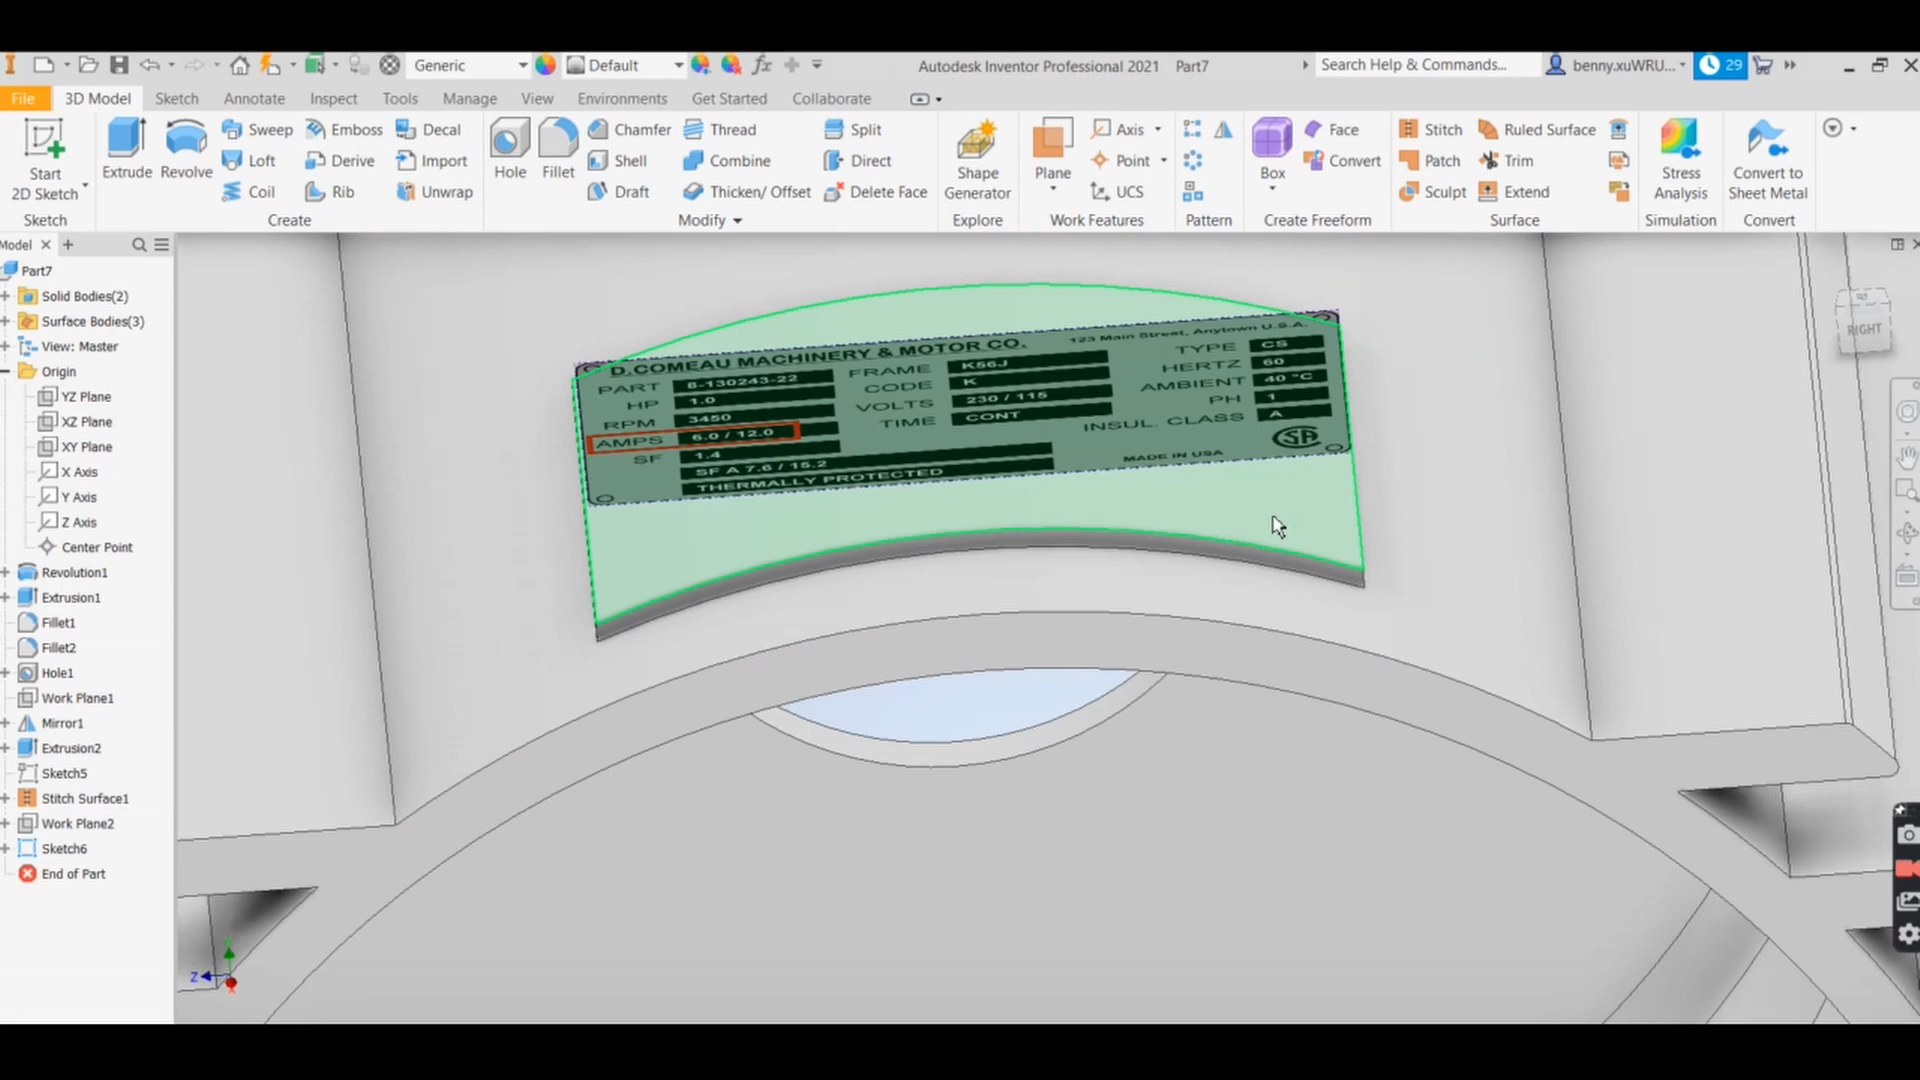 Generic
Default
Autodesk Inventor Professional 2021 Part7
Search Help & Commands...
benny.xuWRU...
29
File 3D Model Sketch Annotate Inspect Tools Manage View Environments Get Started Collaborate
Start
2D Sketch
Sketch
Extrude
Revolve
Sweep
Loft
Coil
Emboss
Derive
Rib
Decal
Import
Unwrap
Create
Hole
Fillet
Chamfer
Shell
Draft
Thread
Combine
Thicken/ Offset
Split
Direct
Delete Face
Modify
Shape
Generator
Explore
Plane
Axis
Point
UCS
Work Features
Pattern
Box
Face
Convert
Create Freeform
Stitch
Patch
Sculpt
Ruled Surface
Trim
Extend
Surface
Stress
Analysis
Simulation
Convert to
Sheet Metal
Convert
Model
Part7
Solid Bodies(2)
Surface Bodies(3)
View: Master
Origin
YZ Plane
XZ Plane
XY Plane
X Axis
Y Axis
Z Axis
Center Point
Revolution1
Extrusion1
Fillet1
Fillet2
Hole1
Work Plane1
Mirror1
Extrusion2
Sketch5
Stitch Surface1
Work Plane2
Sketch6
End of Part
D.COMEAU MACHINERY & MOTOR CO.
123 Main Street, Anytown U.S.A.
PART 8-130243-22
HP 1.0
RPM 3450
AMPS 6.0 / 12.0
SF 1.4
SF A 7.6 / 15.2
THERMALLY PROTECTED
FRAME K56J
CODE K
VOLTS 230 / 115
TIME CONT
TYPE CS
HERTZ 60
AMBIENT 40 °C
PH 1
INSUL. CLASS A
SA
MADE IN USA
RIGHT
Z